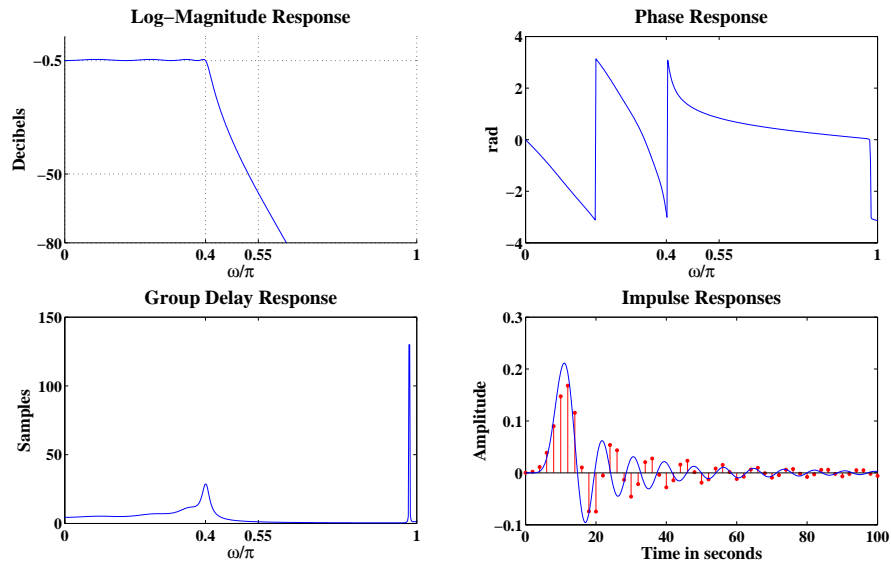 Log−Magnitude Response
Decibels
−0.5
−50
−80
0
0.4
0.55
1
ω/π
Phase Response
rad
4
2
0
−2
−4
0
0.4
0.55
1
ω/π
Group Delay Response
Samples
150
100
50
0
0
0.4
0.55
1
ω/π
Impulse Responses
Amplitude
0.3
0.2
0.1
0
−0.1
0
20
40
60
80
100
Time in seconds